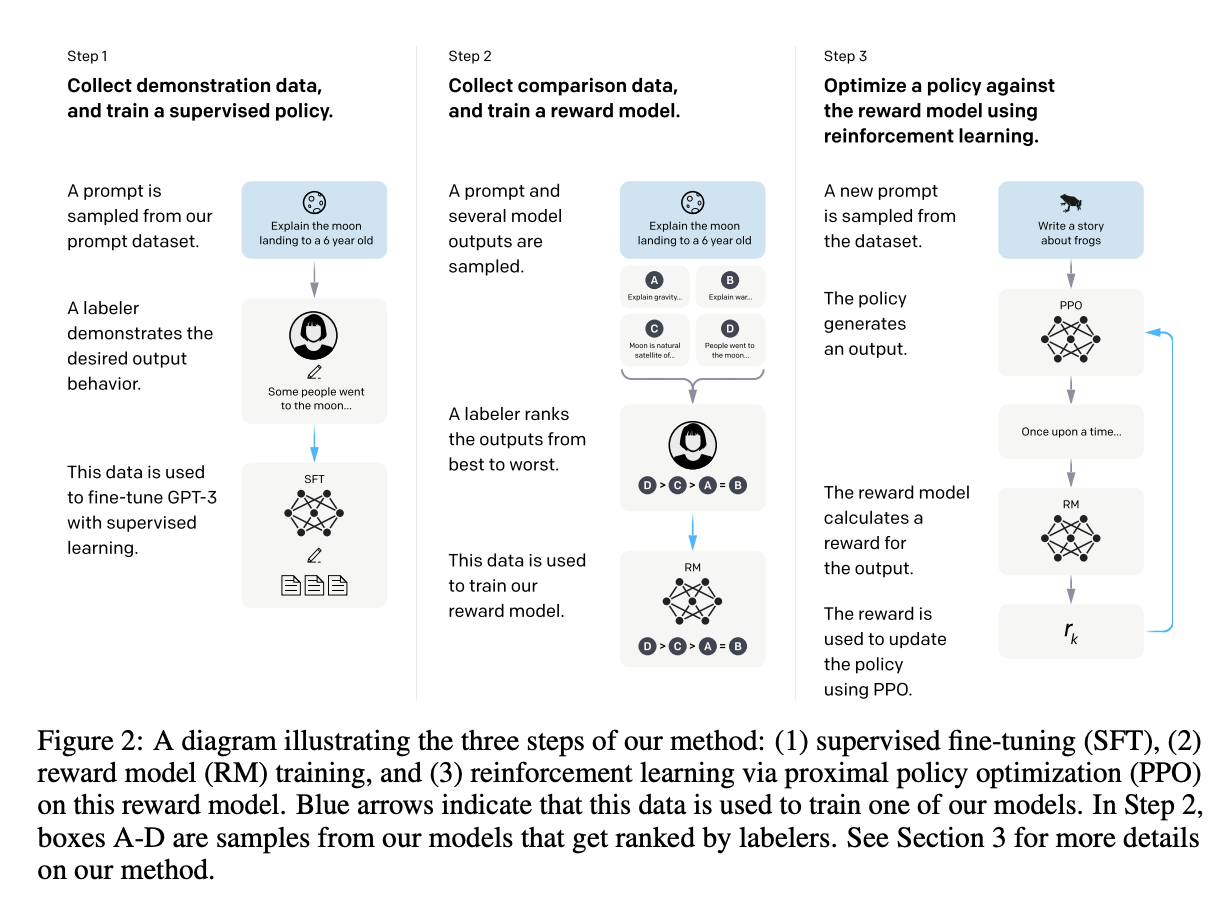 Step 1
Collect demonstration data,
and train a supervised policy.
A prompt is
sampled from our
prompt dataset.
Explain the moon
landing to a 6 year old
A labeler
demonstrates the
desired output
behavior.
Some people went
to the moon...
This data is used
to fine-tune GPT-3
with supervised
learning.
SFT
Step 2
Collect comparison data,
and train a reward model.
A prompt and
several model
outputs are
sampled.
Explain the moon
landing to a 6 year old
A
Explain gravity...
B
Explain war...
C
Moon is natural
satellite of...
D
People went to
the moon...
A labeler ranks
the outputs from
best to worst.
D > C > A = B
This data is used
to train our
reward model.
RM
D > C > A = B
Step 3
Optimize a policy against
the reward model using
reinforcement learning.
A new prompt
is sampled from
the dataset.
Write a story
about frogs
The policy
generates
an output.
PPO
Once upon a time...
The reward model
calculates a
reward for
the output.
RM
The reward is
used to update
the policy
using PPO.
rk
Figure 2: A diagram illustrating the three steps of our method: (1) supervised fine-tuning (SFT), (2)
reward model (RM) training, and (3) reinforcement learning via proximal policy optimization (PPO)
on this reward model. Blue arrows indicate that this data is used to train one of our models. In Step 2,
boxes A-D are samples from our models that get ranked by labelers. See Section 3 for more details
on our method.